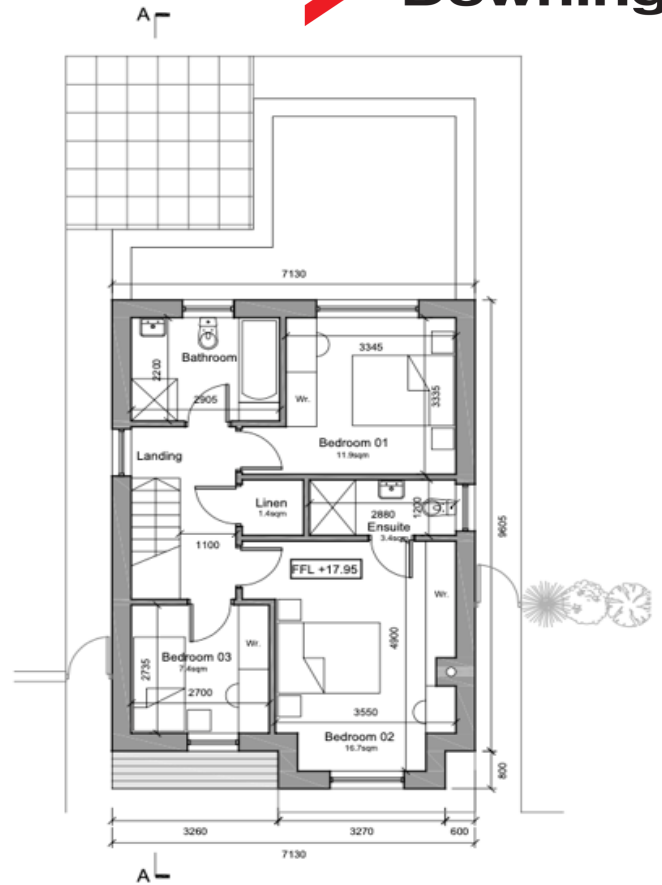 Downing
A
7130
3345
Bathroom
2200
3335
2905
Wr.
Bedroom 01
11.9sqm
Landing
Linen
1.4sqm
1200
2880
Ensuite
3.4sqm
9605
1100
FFL +17.95
Wr.
4900
Bedroom 03
7.4sqm
Wr.
2735
2700
3550
Bedroom 02
16.7sqm
800
3260
3270
600
7130
A